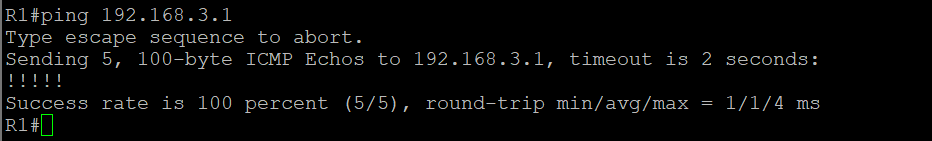 R1#ping 192.168.3.1
Type escape sequence to abort.
Sending 5, 100-byte ICMP Echos to 192.168.3.1, timeout is 2 seconds:
!!!!!
Success rate is 100 percent (5/5), round-trip min/avg/max = 1/1/4 ms
R1#